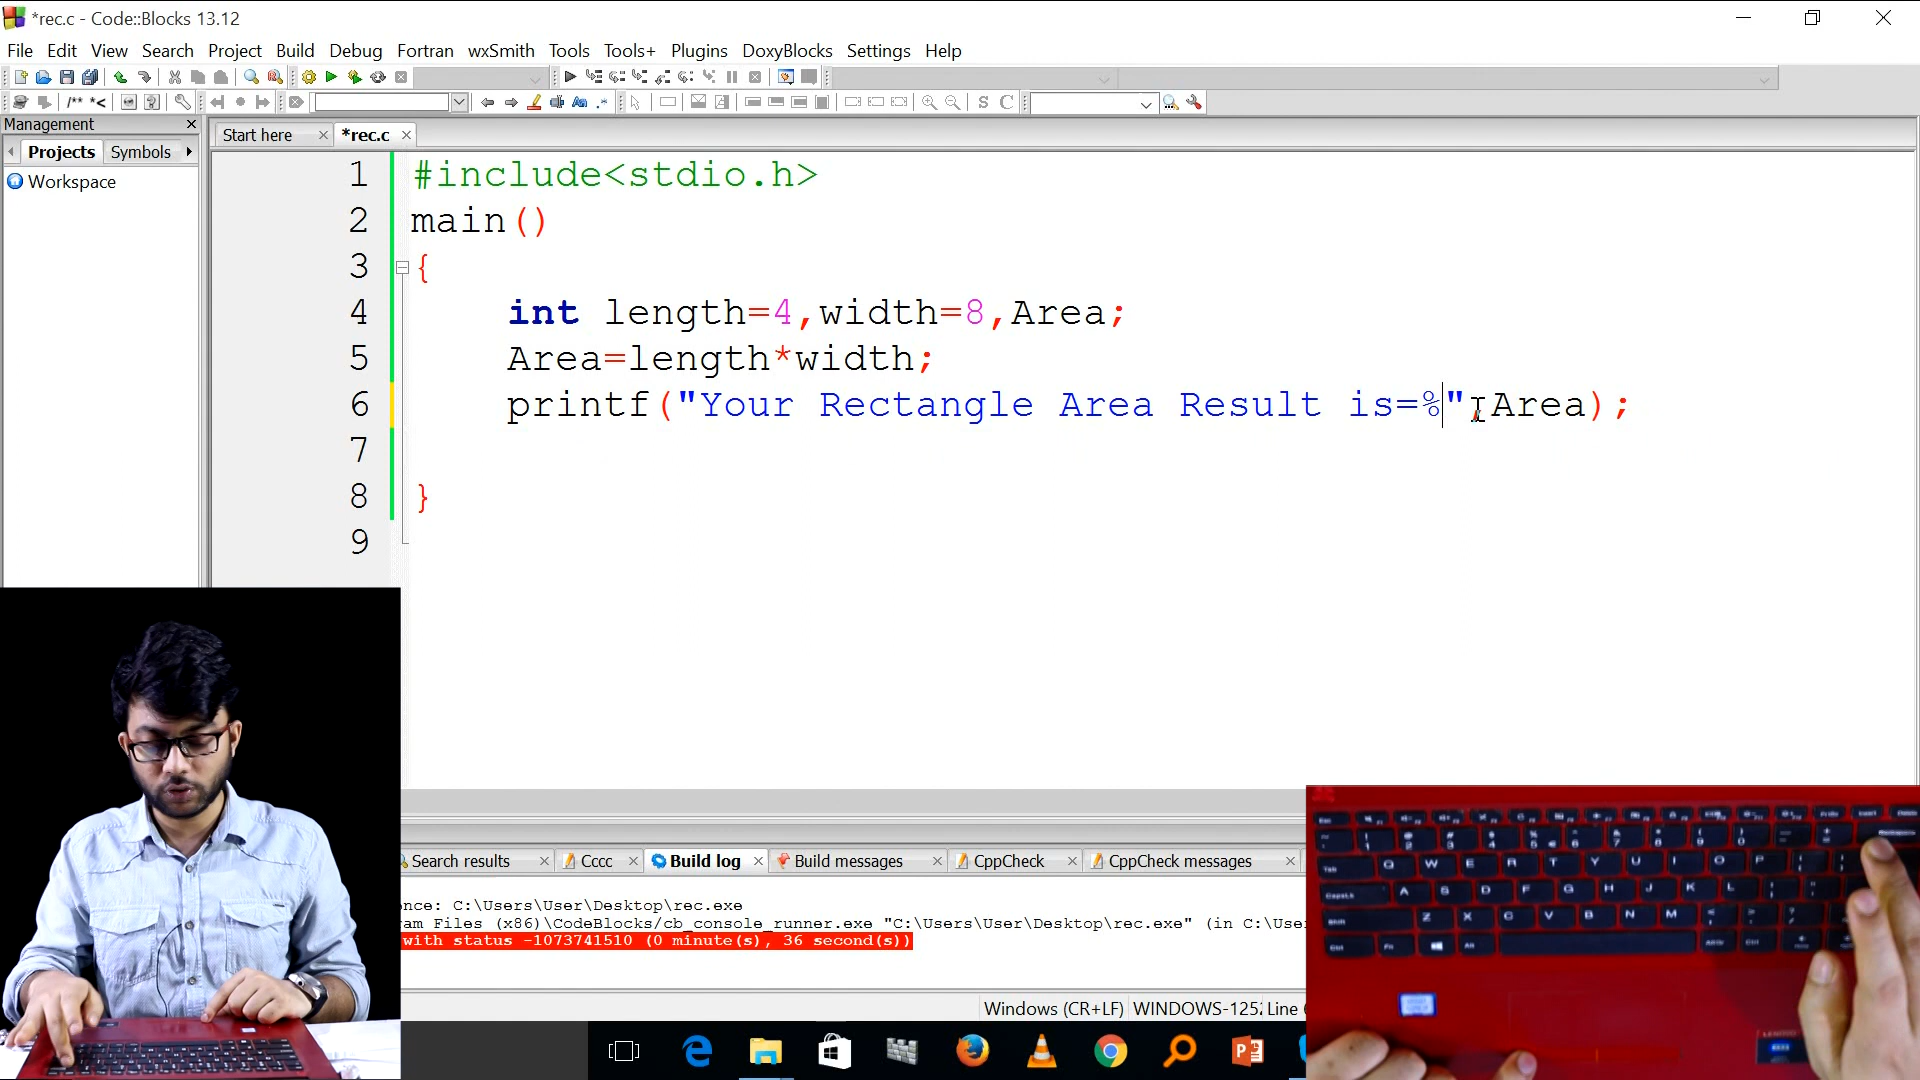 *rec.c - Code::Blocks 13.12
File Edit View Search Project Build Debug Fortran wxSmith Tools Tools+ Plugins DoxyBlocks Settings Help
/** *<
S C
Management
Start here *rec.c
Projects Symbols
Workspace
1 #include<stdio.h>
2 main()
3 {
4 int length=4,width=8,Area;
5 Area=length*width;
6 printf("Your Rectangle Area Result is=%",Area);
7
8 }
9
Search results Cccc Build log Build messages CppCheck CppCheck messages
once: C:\Users\User\Desktop\rec.exe
ram Files (x86)\CodeBlocks/cb_console_runner.exe "C:\Users\User\Desktop\rec.exe" (in C:\Use
with status -1073741510 (0 minute(s), 36 second(s))
Windows (CR+LF) WINDOWS-1252 Line
Q W E R T Y U I O P
A S D F G H J K L
Z X C V B N M